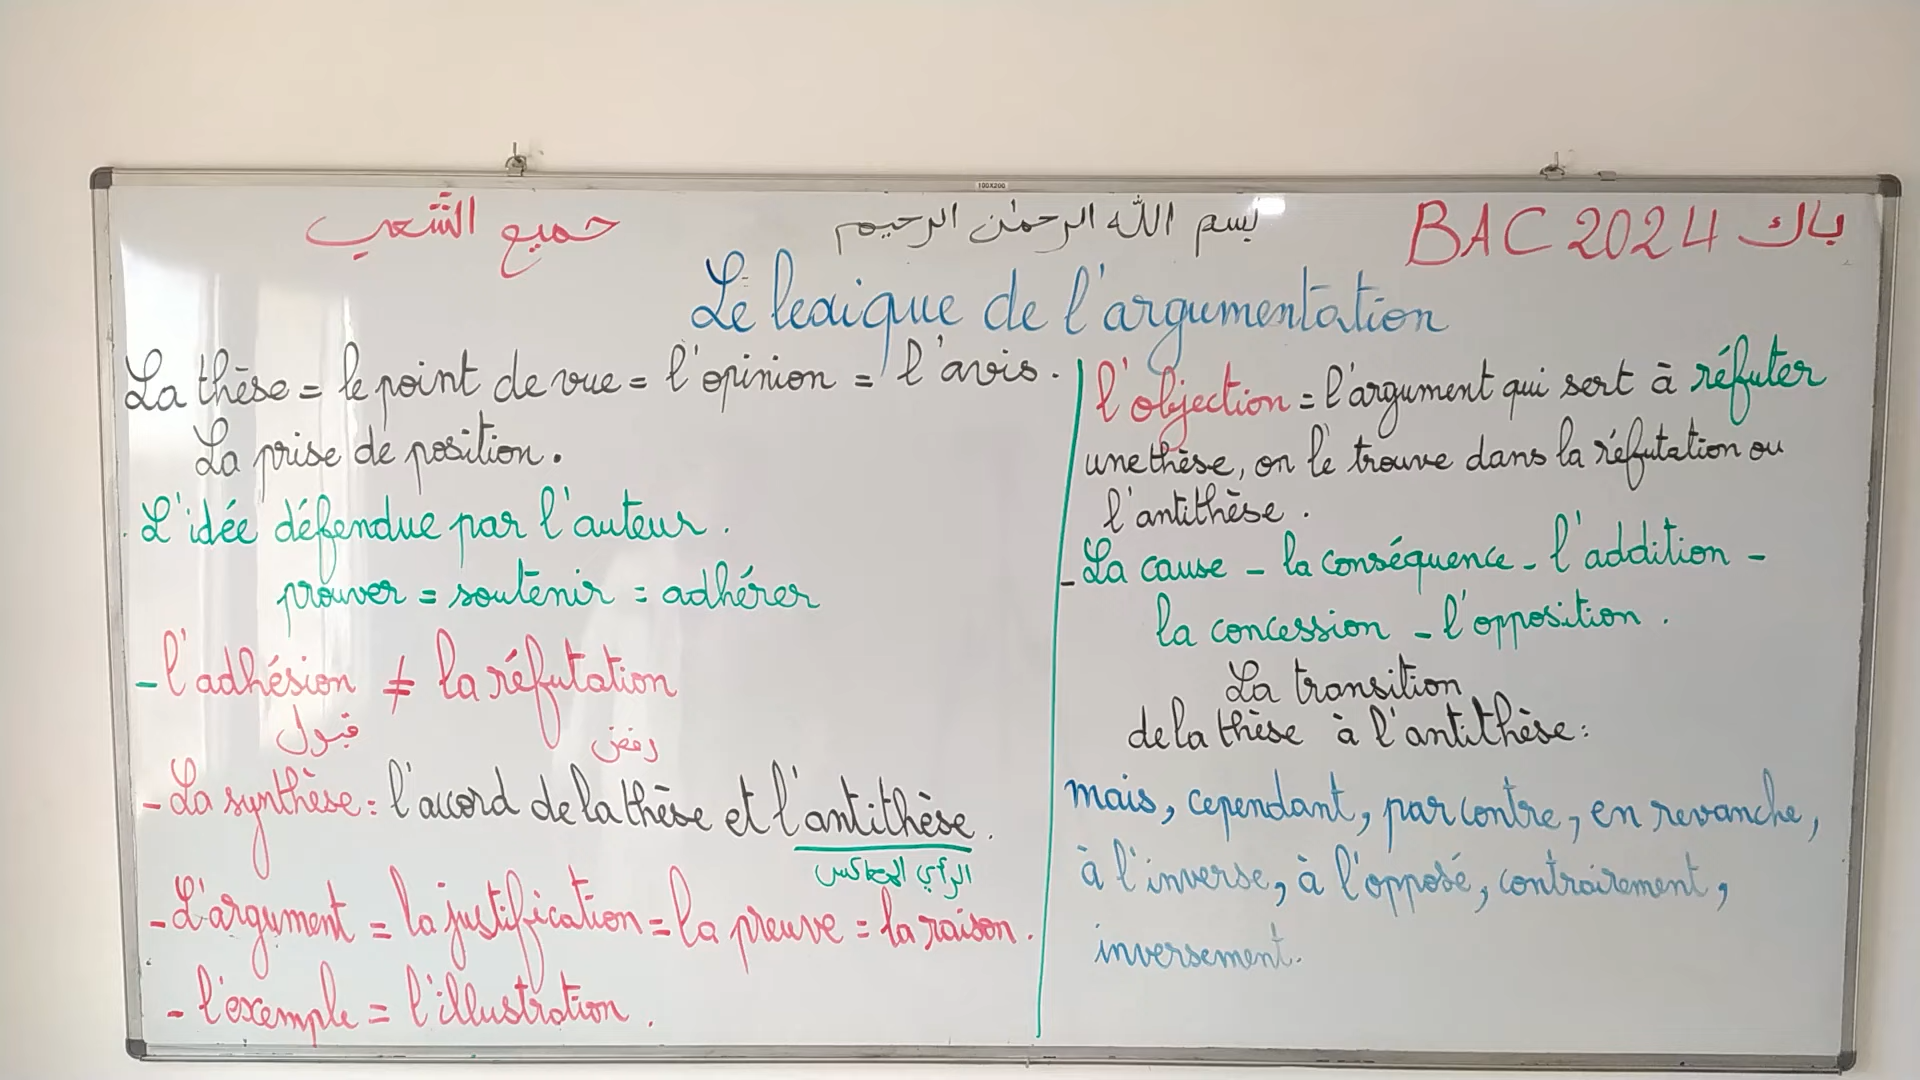 100X200
باك BAC 2024
بسم الله الرحمٰن الرحيم
جميع الشّعب
Le lexique de l'argumentation
La thèse = le point de vue = l'opinion = l'avis.
La prise de position.
L'idée défendue par l'auteur.
prouver = soutenir = adhérer
- l'adhésion ≠ la réfutation
قبول رفض
- La synthèse : l'accord de la thèse et l'antithèse.
الرأي المعاكس
- L'argument = la justification = la preuve = la raison.
- l'exemple = l'illustration.
l'objection = l'argument qui sert à réfuter
une thèse, on le trouve dans la réfutation ou
l'antithèse.
- La cause - la conséquence - l'addition -
la concession - l'opposition.
La transition
de la thèse à l'antithèse :
mais, cependant, par contre, en revanche,
à l'inverse, à l'opposé, contrairement,
inversement.